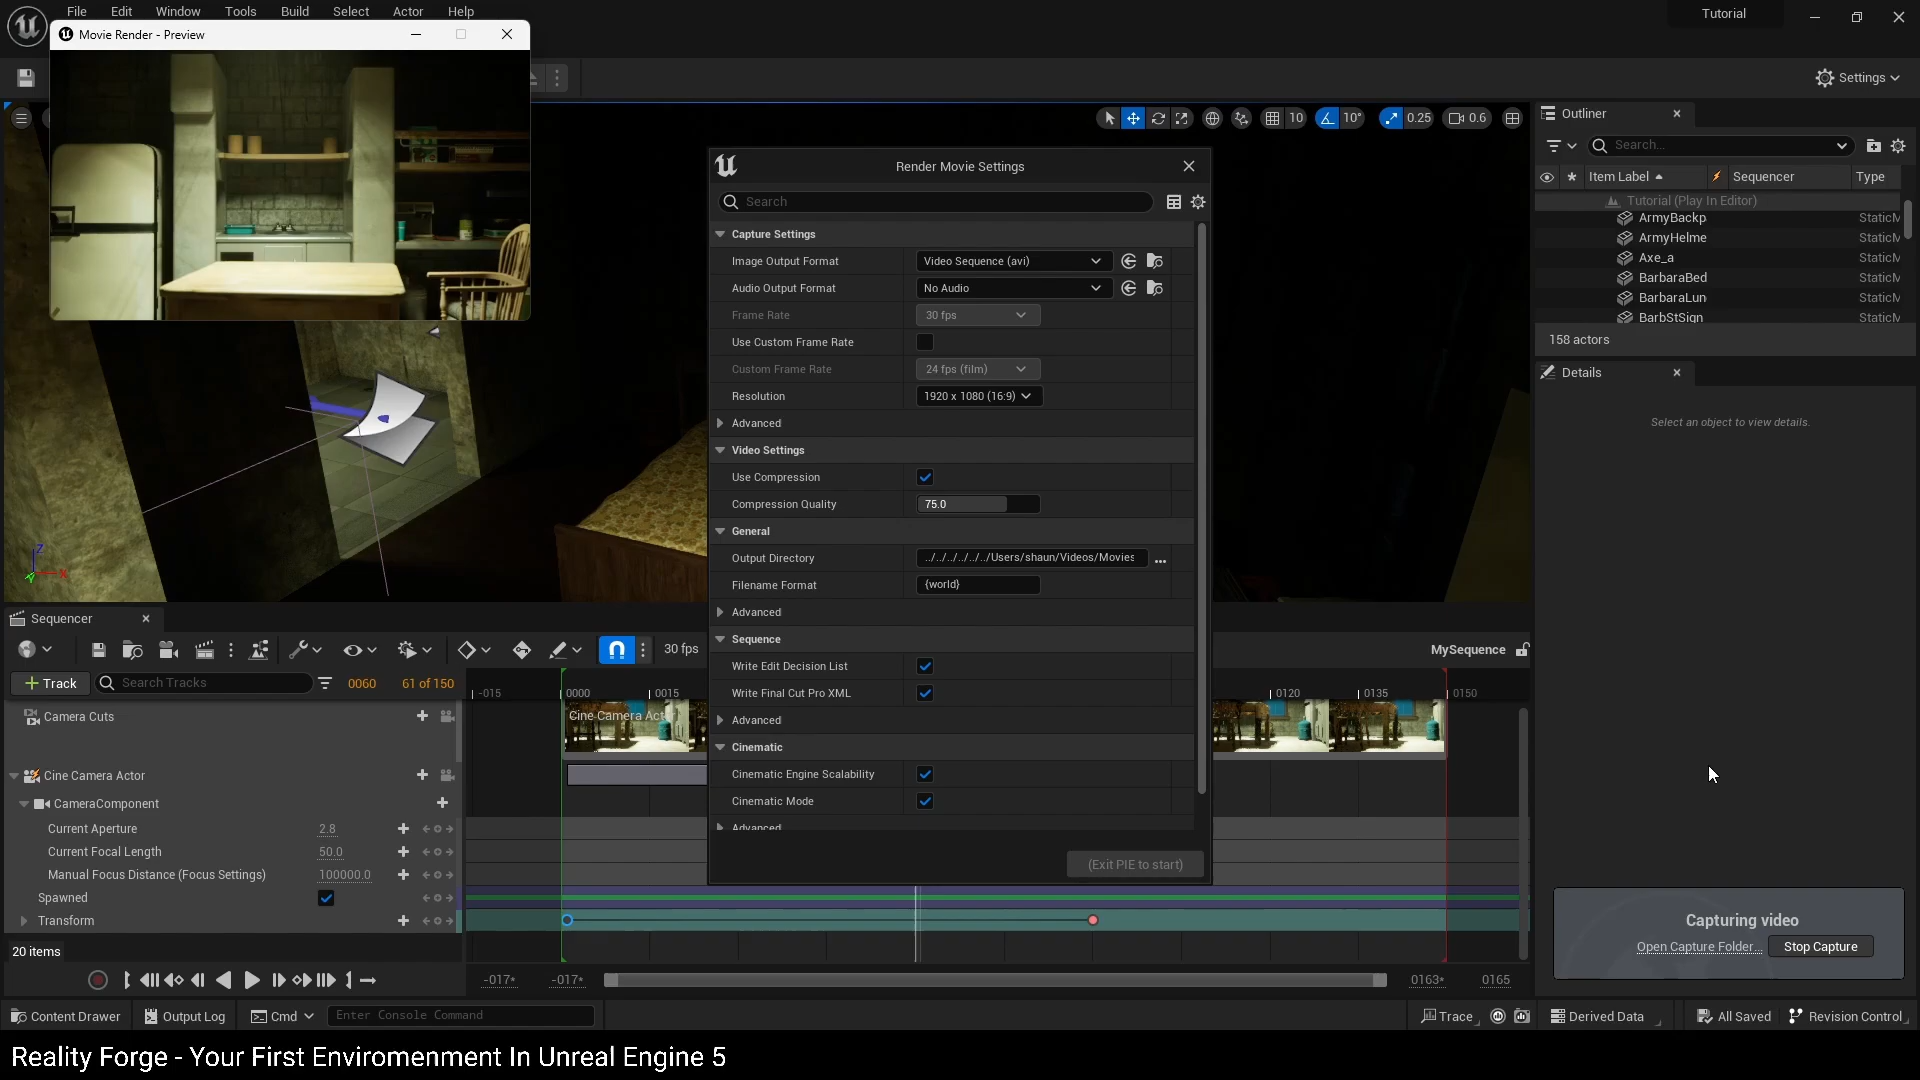 File Edit Window Tools Build Select Actor Help
Tutorial
Movie Render - Preview
Settings
10 10° 0.25 0.6
Outliner
Search...
Item Label Sequencer Type
Tutorial (Play In Editor)
ArmyBackp StaticM
ArmyHelme StaticM
Axe_a StaticM
BarbaraBed StaticM
BarbaraLun StaticM
BarbStSign StaticM
158 actors
Details
Select an object to view details.
Render Movie Settings
Search
Capture Settings
Image Output Format Video Sequence (avi)
Audio Output Format No Audio
Frame Rate 30 fps
Use Custom Frame Rate
Custom Frame Rate 24 fps (film)
Resolution 1920 x 1080 (16:9)
Advanced
Video Settings
Use Compression
Compression Quality 75.0
General
Output Directory ../../../../../../Users/shaun/Videos/Movies ...
Filename Format {world}
Advanced
Sequence
Write Edit Decision List
Write Final Cut Pro XML
Advanced
Cinematic
Cinematic Engine Scalability
Cinematic Mode
Advanced
(Exit PIE to start)
Z
X
Sequencer
30 fps
MySequence
Track
Search Tracks
0060 61 of 150
-015 0000 0015 0120 0135 0150
Camera Cuts
Cine Camera Act
Cine Camera Actor
CameraComponent
Current Aperture 2.8
Current Focal Length 50.0
Manual Focus Distance (Focus Settings) 100000.0
Spawned
Transform
20 items
-017* -017* 0163* 0165
Capturing video
Open Capture Folder... Stop Capture
Content Drawer Output Log Cmd Enter Console Command
Trace Derived Data All Saved Revision Control
Reality Forge - Your First Enviromenment In Unreal Engine 5